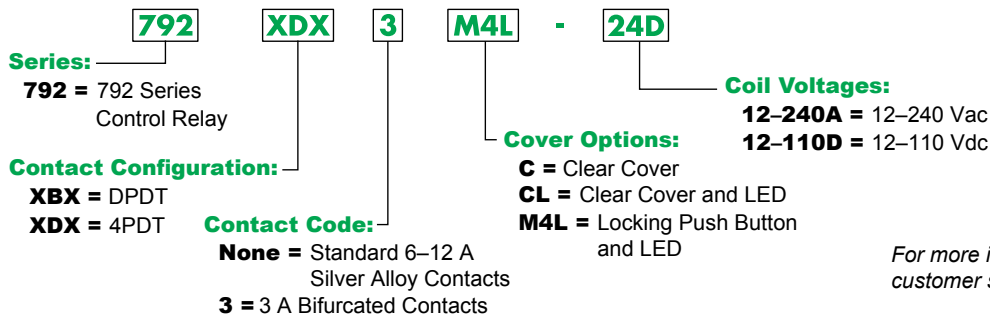 792 XDX 3 M4L - 24D
Series:
792 = 792 Series
Control Relay
Contact Configuration:
XBX = DPDT
XDX = 4PDT
Contact Code:
None = Standard 6–12 A
Silver Alloy Contacts
3 = 3 A Bifurcated Contacts
Cover Options:
C = Clear Cover
CL = Clear Cover and LED
M4L = Locking Push Button
and LED
Coil Voltages:
12–240A = 12–240 Vac
12–110D = 12–110 Vdc
For more
customer